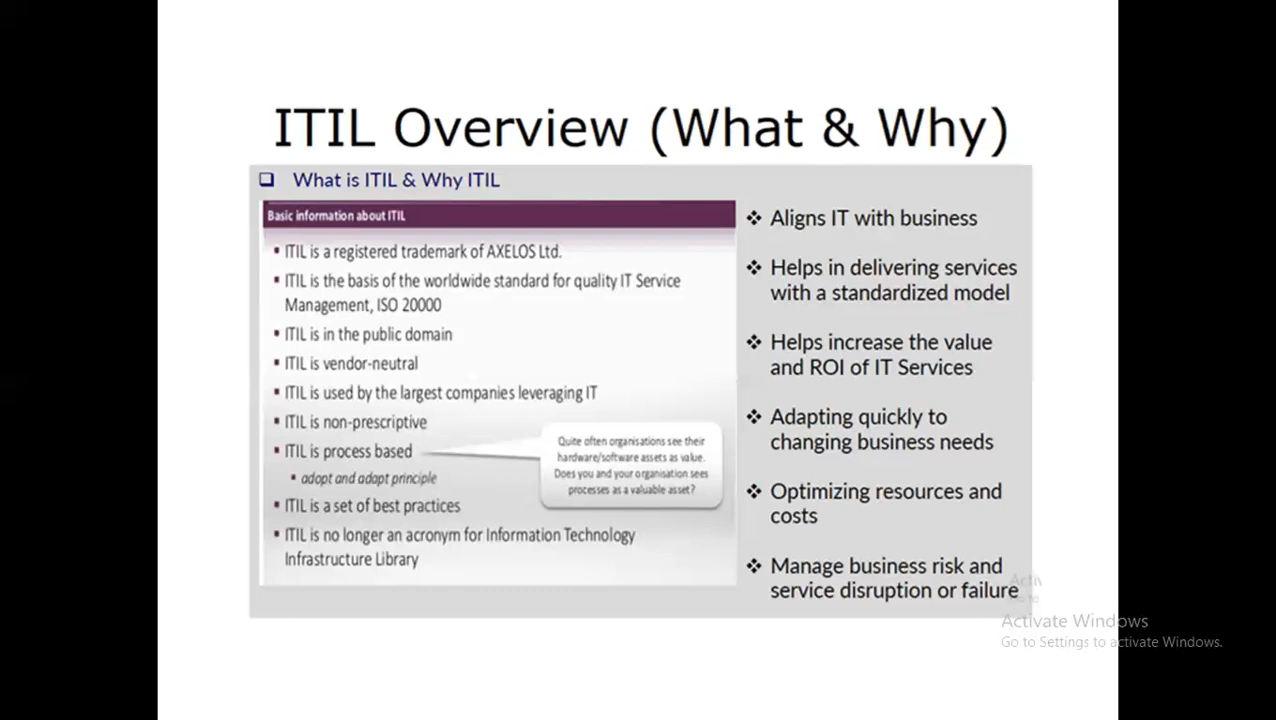 ITIL Overview (What & Why)
❑ What is ITIL & Why ITIL
Basic information about ITIL
▪ ITIL is a registered trademark of AXELOS Ltd.
▪ ITIL is the basis of the worldwide standard for quality IT Service
Management, ISO 20000
▪ ITIL is in the public domain
▪ ITIL is vendor-neutral
▪ ITIL is used by the largest companies leveraging IT
▪ ITIL is non-prescriptive
▪ ITIL is process based
▪ adopt and adapt principle
▪ ITIL is a set of best practices
▪ ITIL is no longer an acronym for Information Technology
Infrastructure Library
Quite often organisations see their
hardware/software assets as value.
Does you and your organisation sees
processes as a valuable asset?
❖ Aligns IT with business
❖ Helps in delivering services
with a standardized model
❖ Helps increase the value
and ROI of IT Services
❖ Adapting quickly to
changing business needs
❖ Optimizing resources and
costs
❖ Manage business risk and
service disruption or failure
Activate Windows
Go to Settings to activate Windows.